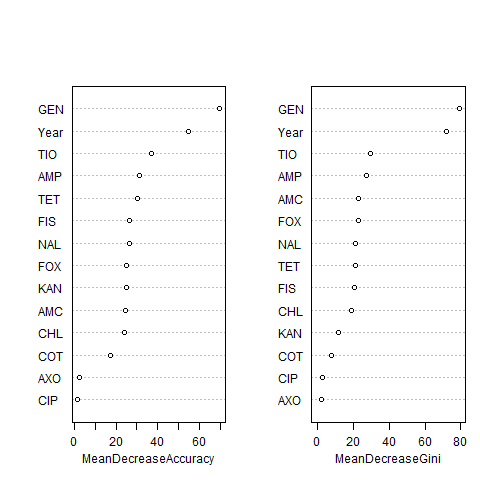 GEN
Year
TIO
AMP
TET
FIS
NAL
FOX
KAN
AMC
CHL
COT
AXO
CIP
0 20 40 60
MeanDecreaseAccuracy
GEN
Year
TIO
AMP
AMC
FOX
NAL
TET
FIS
CHL
KAN
COT
CIP
AXO
0 20 40 60 80
MeanDecreaseGini